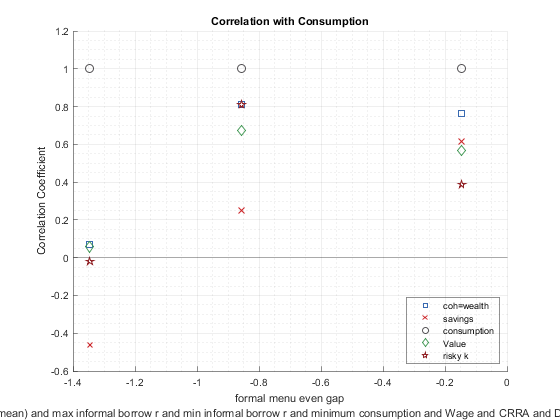 Correlation with Consumption
1.2
1
0.8
0.6
0.4
0.2
0
-0.2
-0.4
-0.6
Correlation Coefficient
-1.4
-1.2
-1
-0.8
-0.6
-0.4
-0.2
0
coh=wealth
savings
consumption
Value
risky k
formal menu even gap
mean) and max informal borrow r and min informal borrow r and minimum consumption and Wage and CRRA and